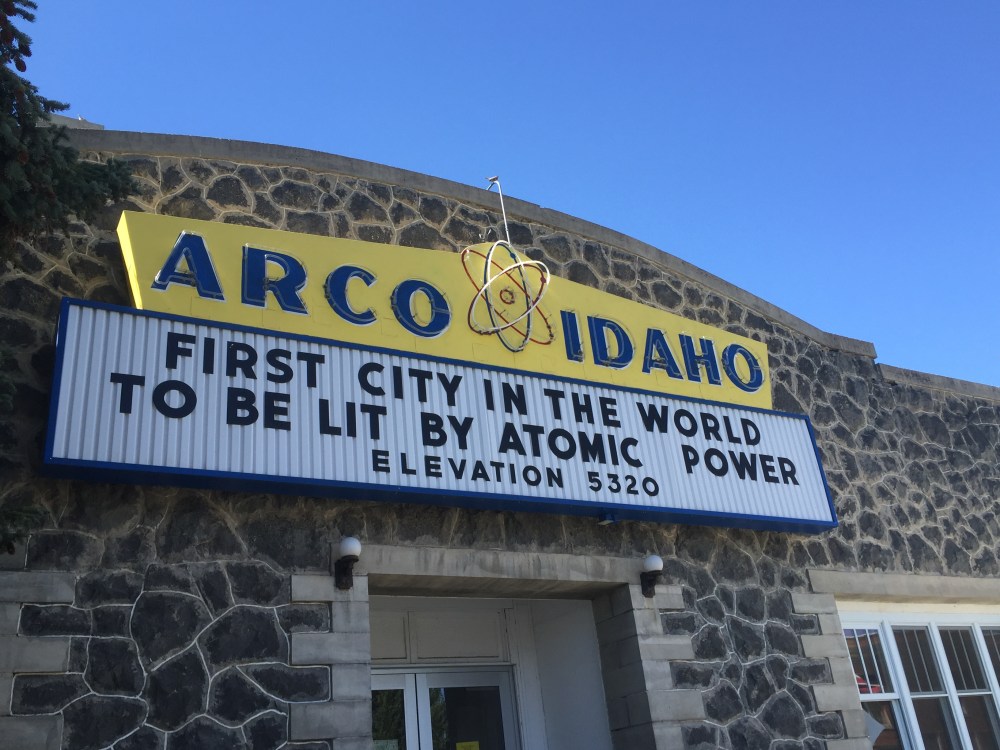 ARCO IDAHO
FIRST CITY IN THE WORLD
TO BE LIT BY ATOMIC POWER
ELEVATION 5320